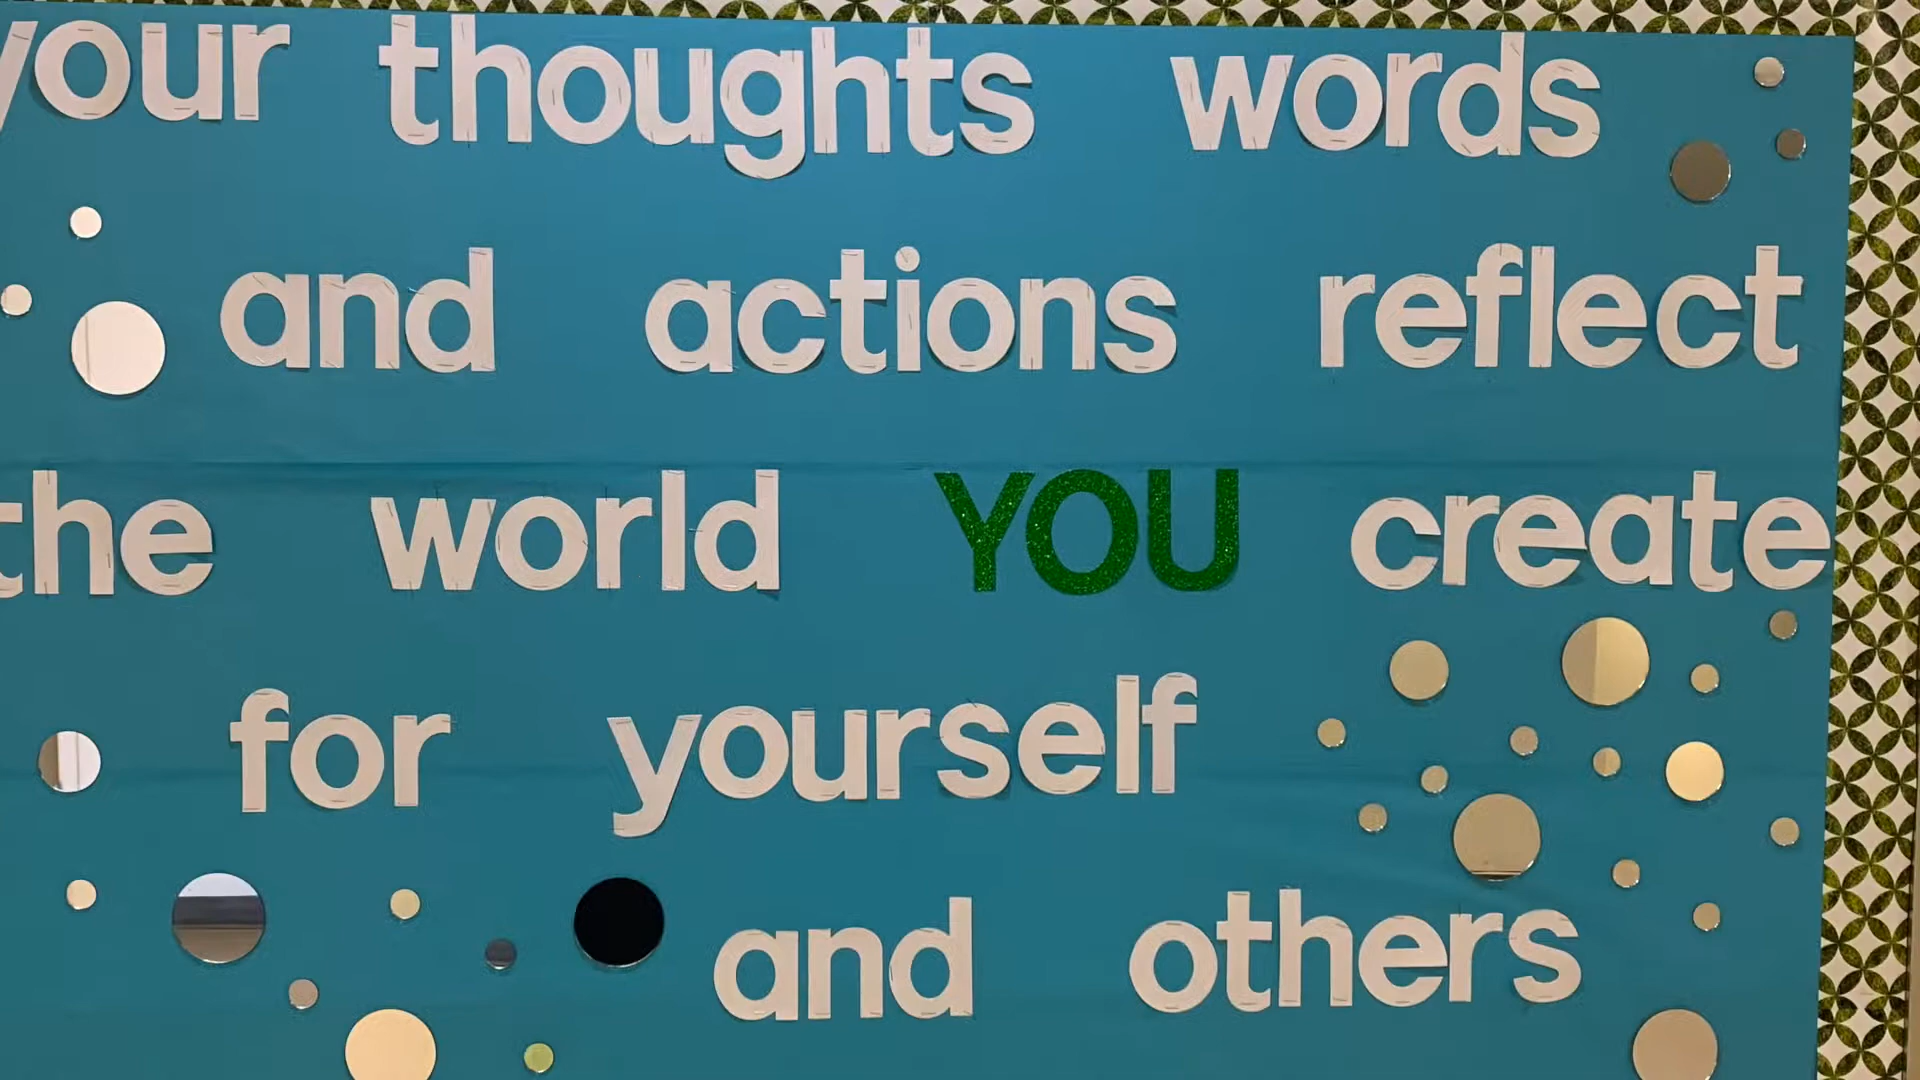 your thoughts words
and actions reflect
the world YOU create
for yourself
and others